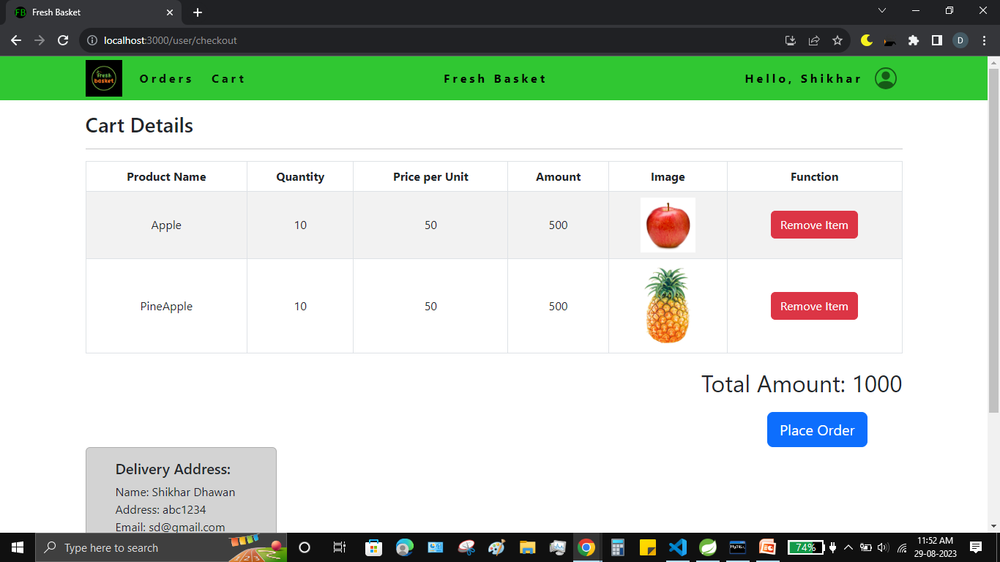 FB Fresh Basket
localhost:3000/user/checkout
D
Fresh basket
Orders Cart Fresh Basket Hello, Shikhar
Cart Details
Product Name Quantity Price per Unit Amount Image Function
Apple 10 50 500 Remove Item
PineApple 10 50 500 Remove Item
Total Amount: 1000
Place Order
Delivery Address:
Name: Shikhar Dhawan
Address: abc1234
Email: sd@gmail.com
Type here to search
MySQL
74%
11:52 AM
29-08-2023